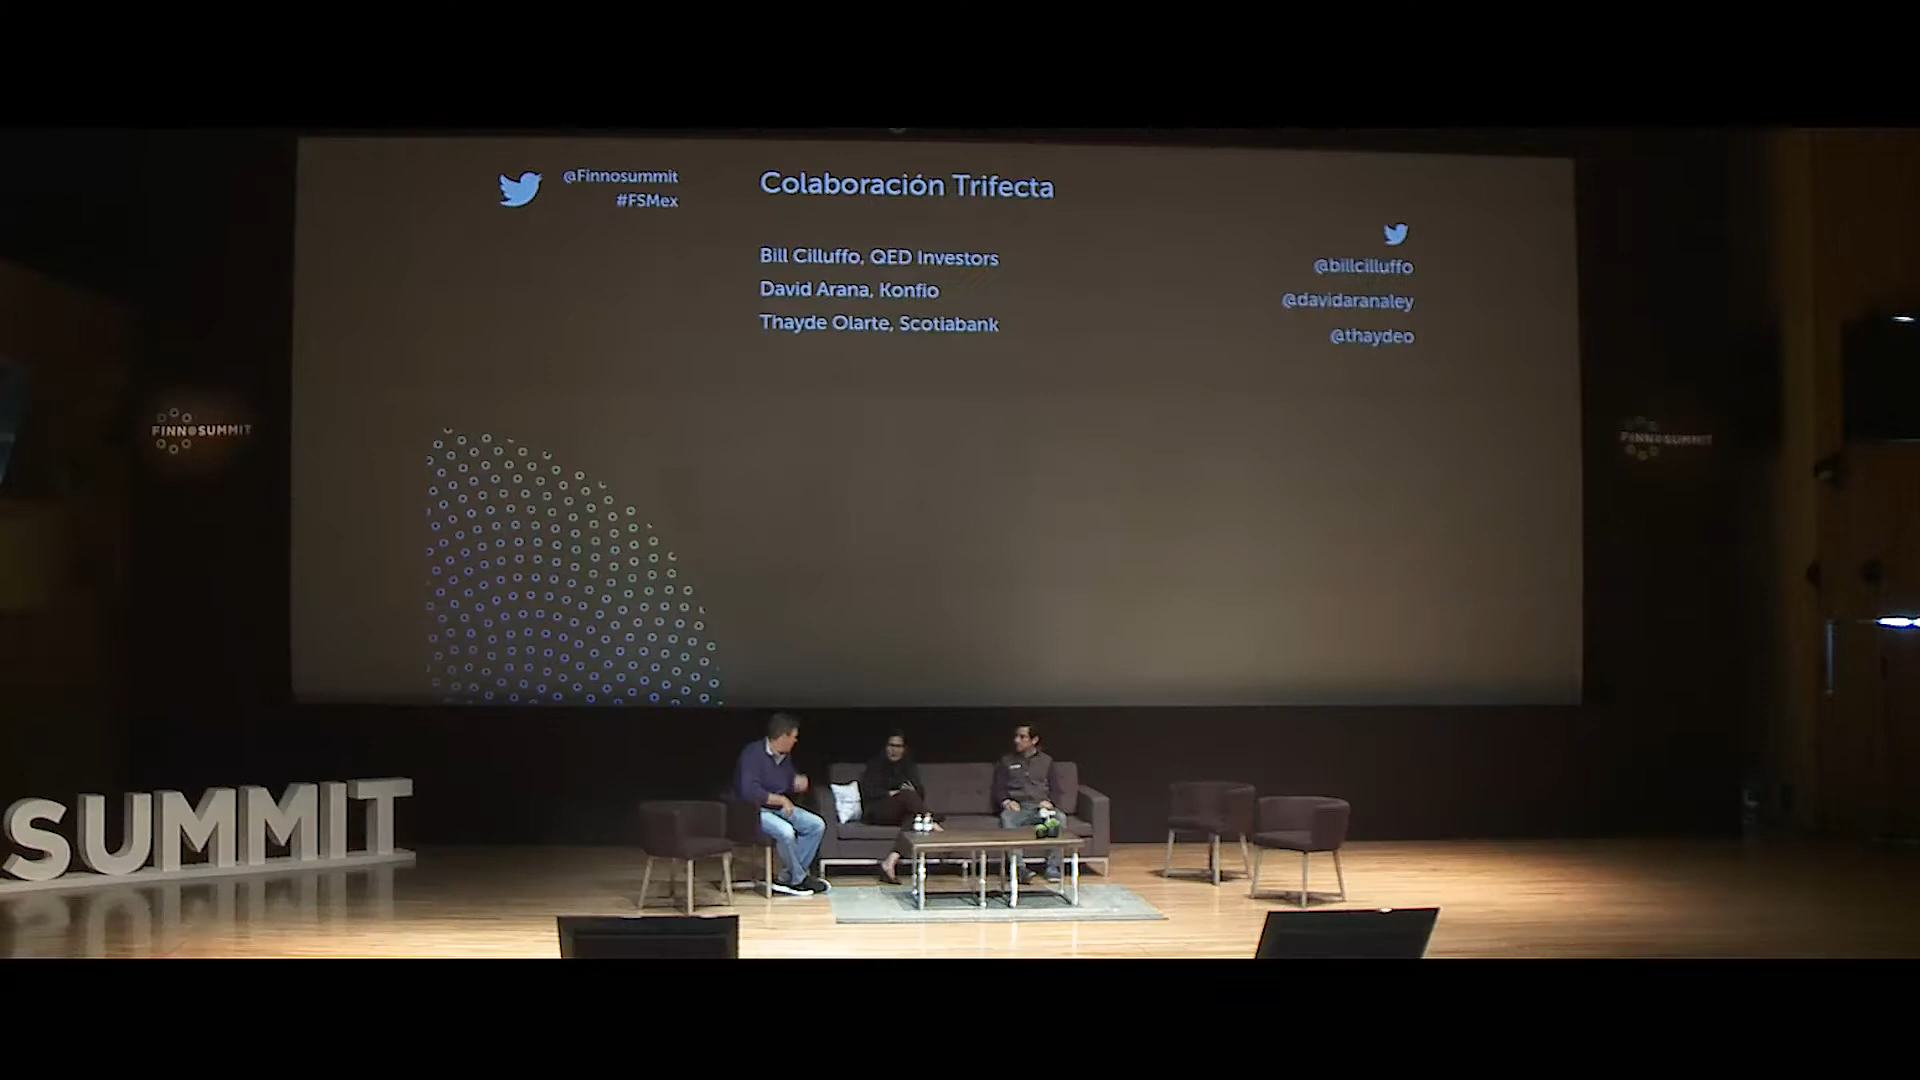 @Finnosummit
#FSMex
Colaboración Trifecta
Bill Cilluffo, QED Investors
David Arana, Konfio
Thayde Olarte, Scotiabank
@billcilluffo
@davidaranaley
@thaydeo
FINNOSUMMIT
FINNOSUMMIT
SUMMIT